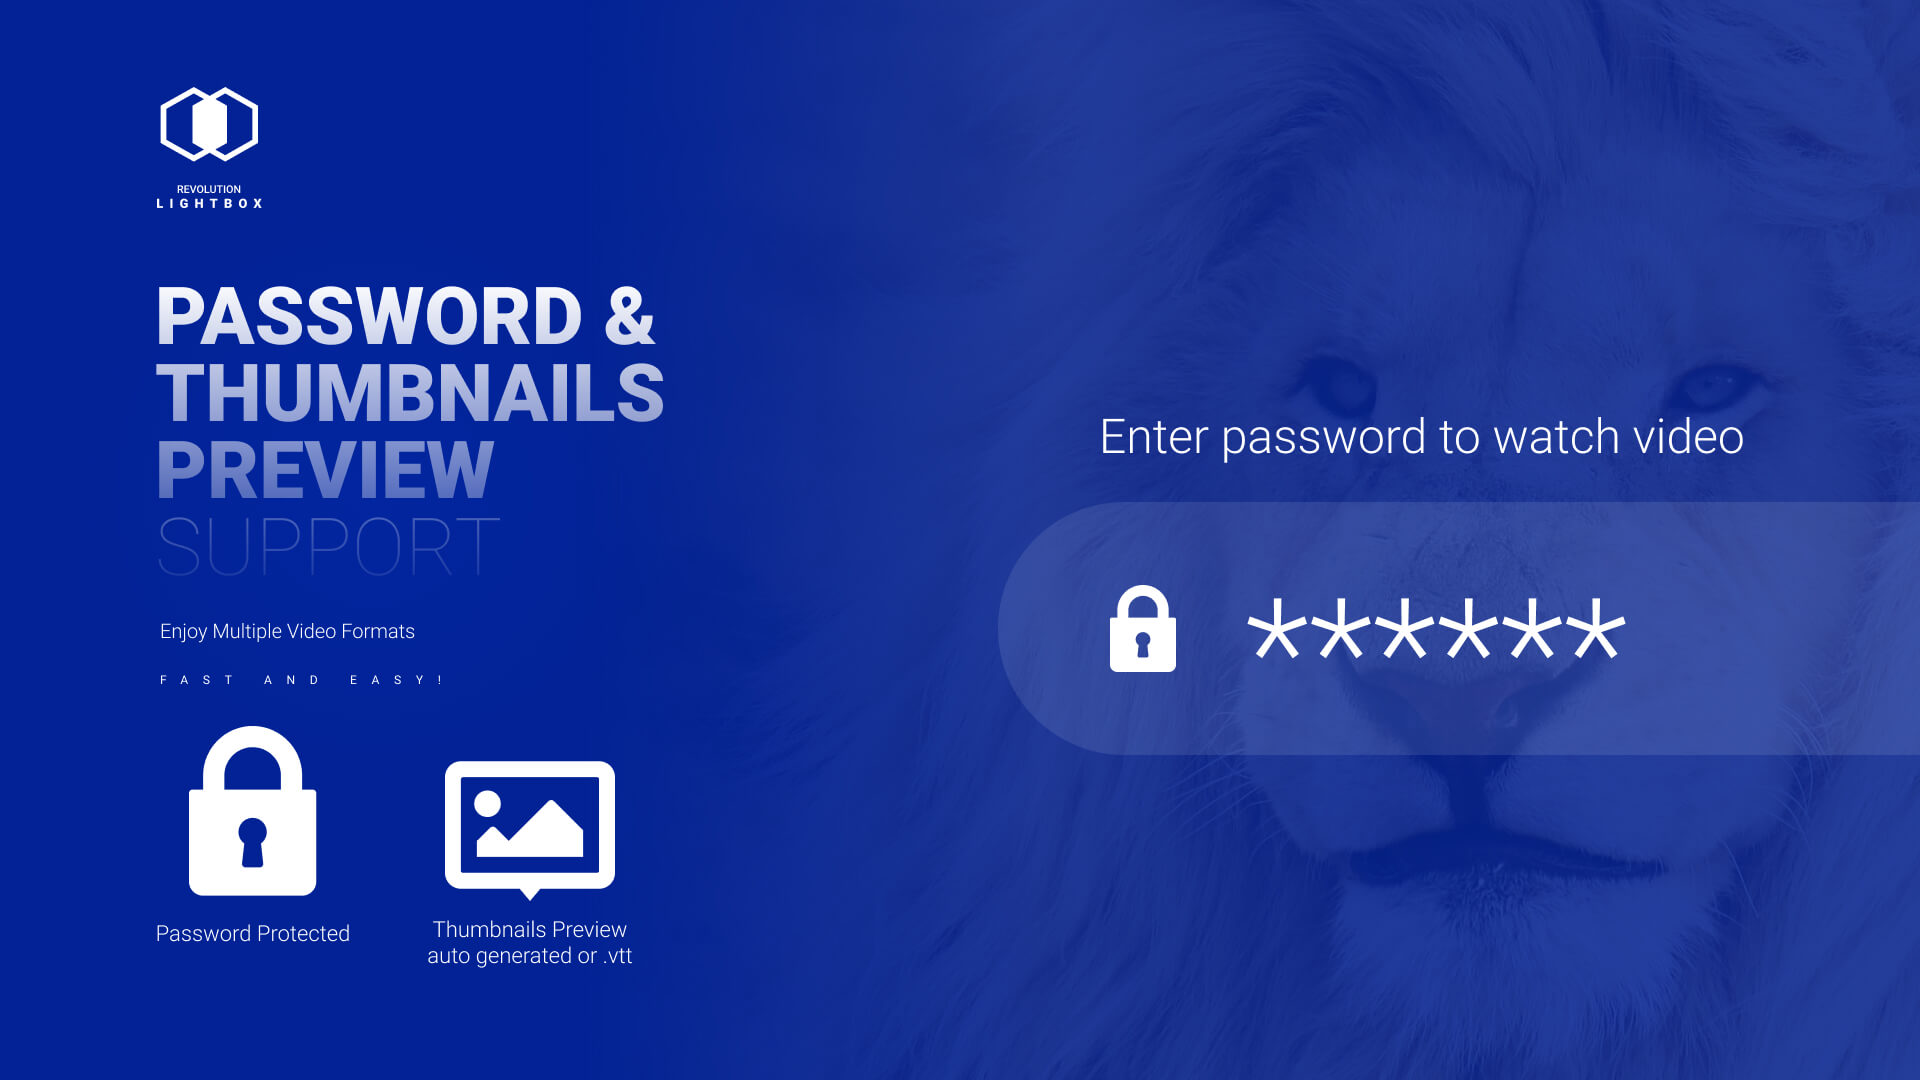 REVOLUTION
LIGHTBOX
PASSWORD &
THUMBNAILS
PREVIEW
SUPPORT
Enjoy Multiple Video Formats
FAST AND EASY!
Password Protected
Thumbnails Preview
auto generated or .vtt
Enter password to watch video
******